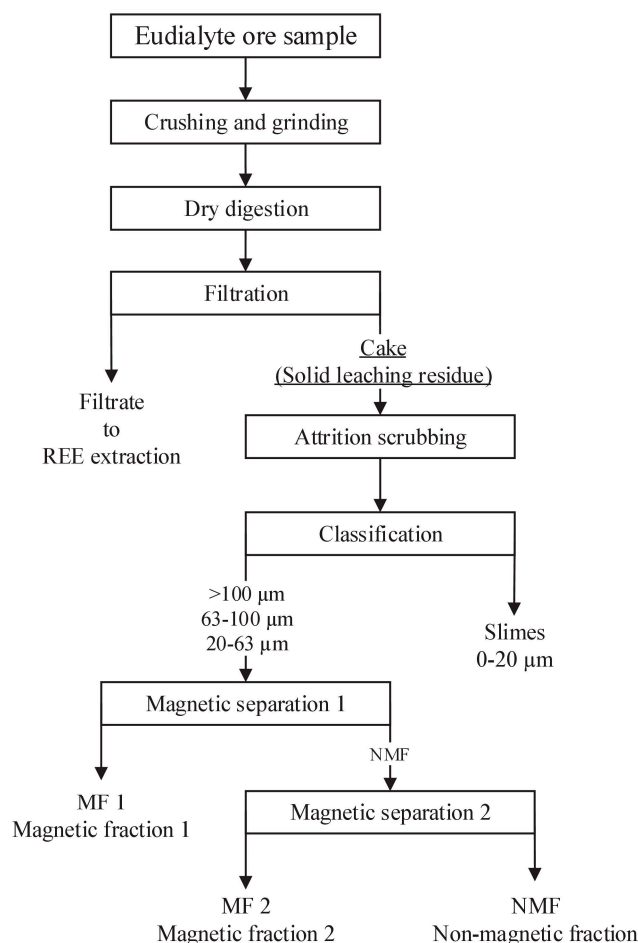 Eudialyte ore sample
Crushing and grinding
Dry digestion
Filtration
Filtrate
to
REE extraction
Cake
(Solid leaching residue)
Attrition scrubbing
Classification
>100 µm
63-100 µm
20-63 µm
Slimes
0-20 µm
Magnetic separation 1
NMF
MF 1
Magnetic fraction 1
Magnetic separation 2
MF 2
Magnetic fraction 2
NMF
Non-magnetic fraction